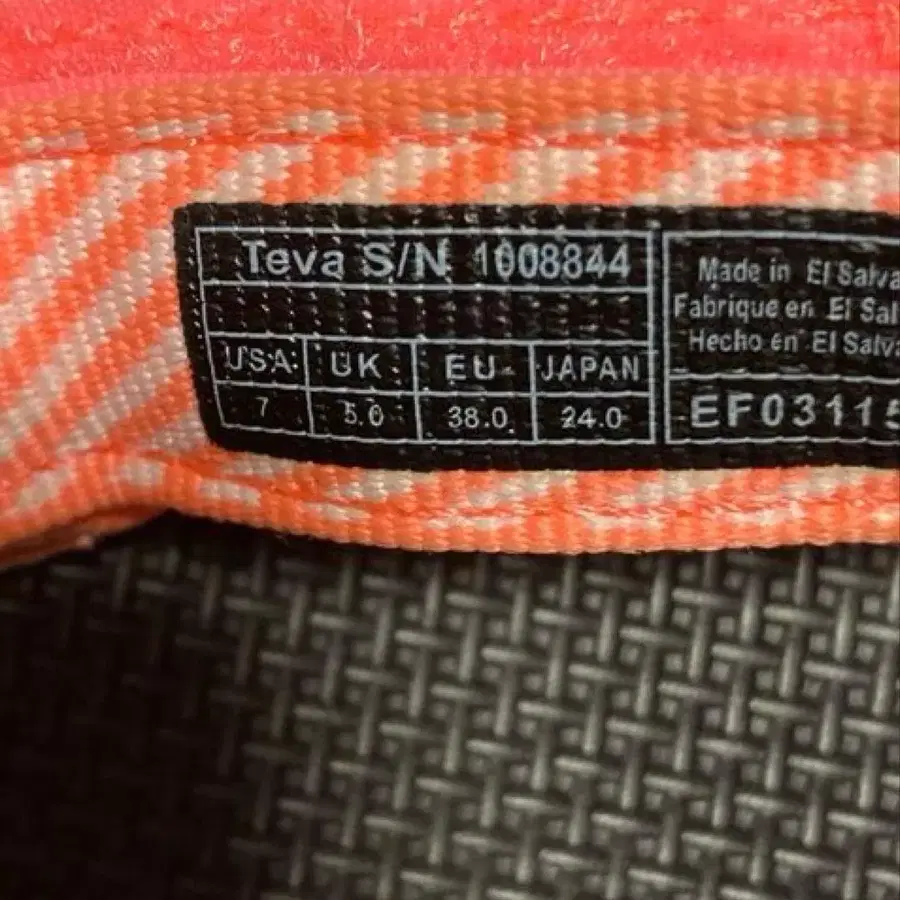 Teva S/N 1008844
USA UK EU JAPAN
7 5.0 38.0 24.0
Made in El Salva
Fabrique en El Sal
Hecho en El Salva
EF03115